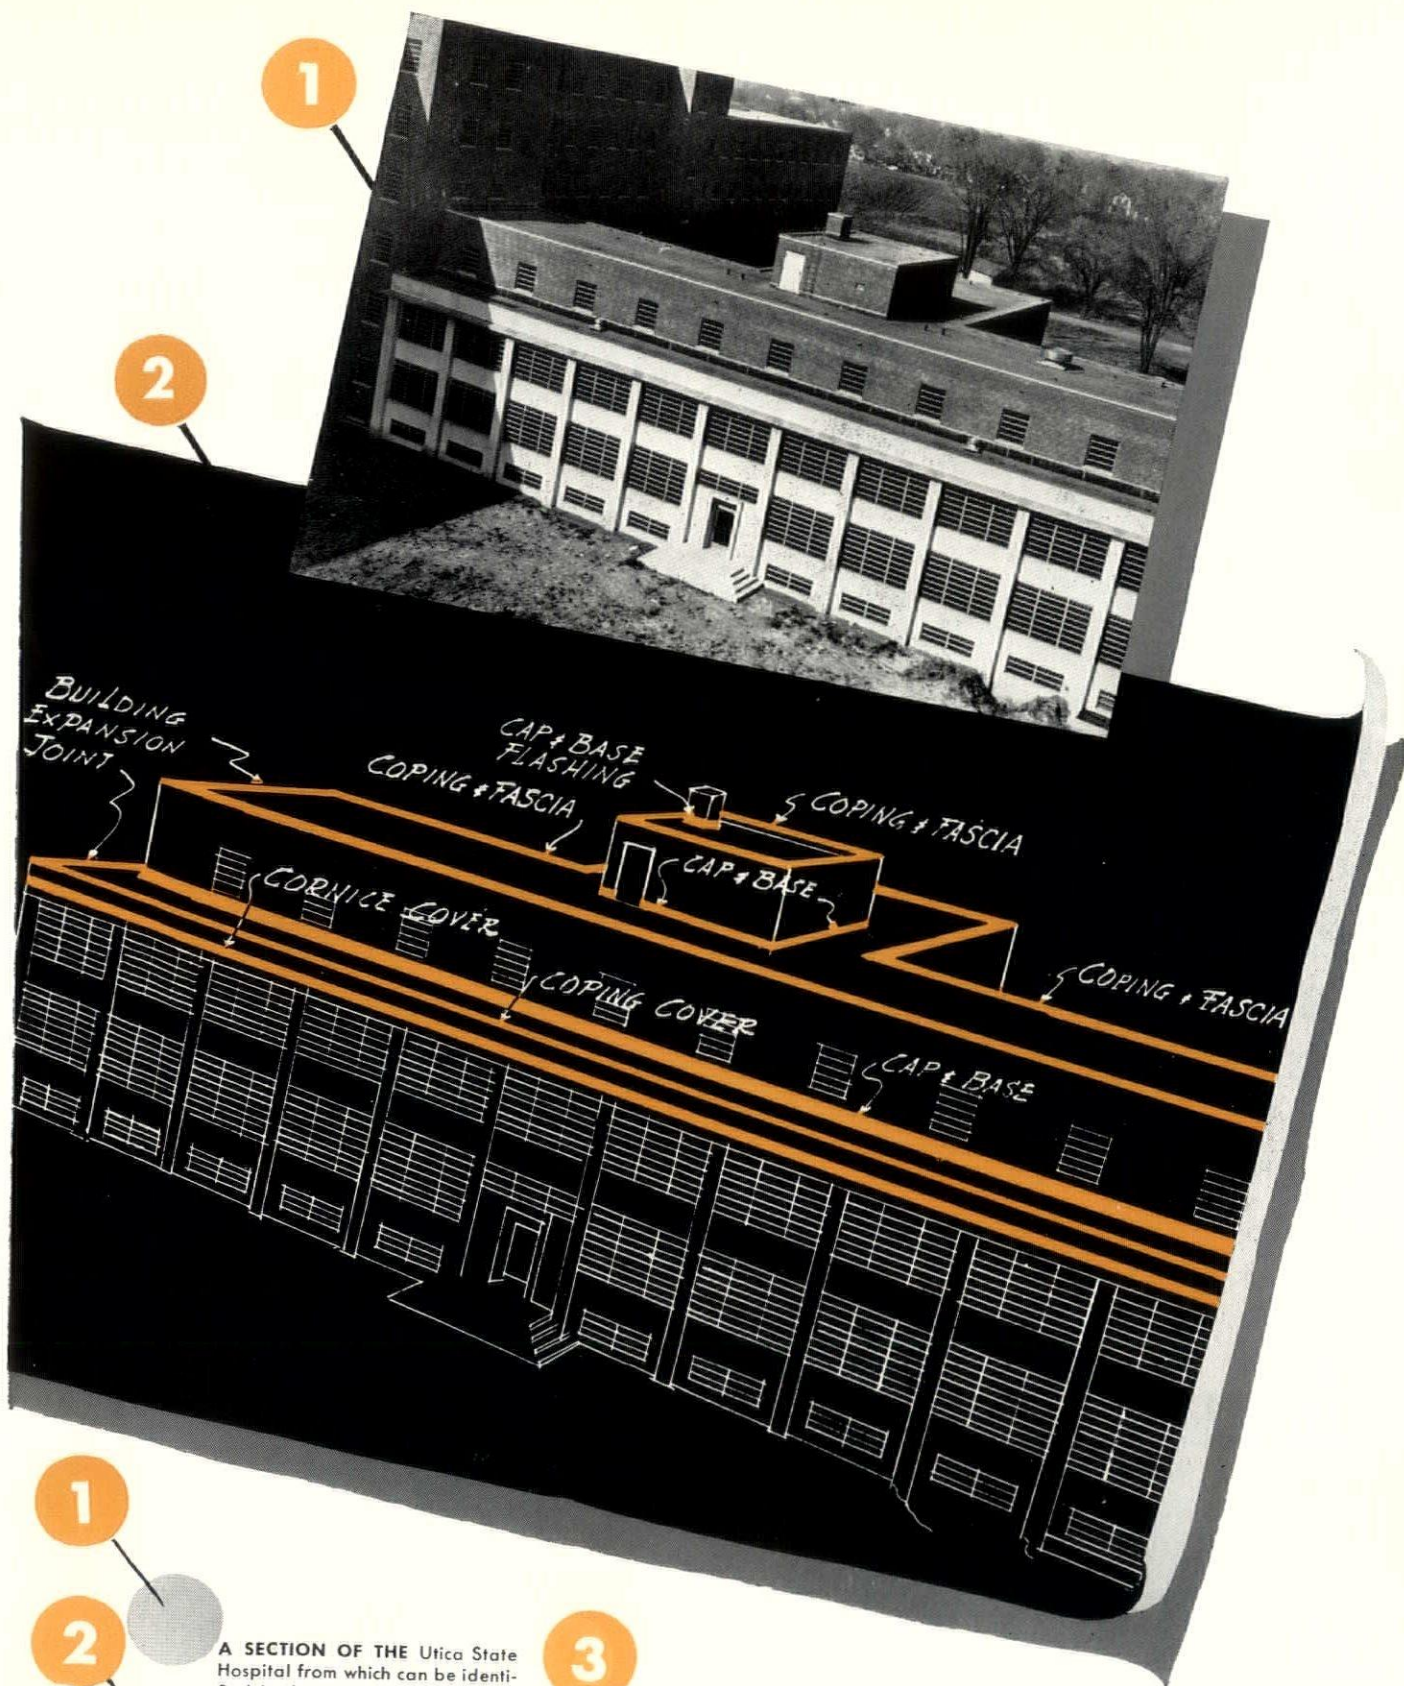 1
2
BUILDING
EXPANSION
JOINT
CAP & BASE
FLASHING
COPING & FASCIA
COPING & FASCIA
CAP & BASE
CORNICE COVER
COPING COVER
COPING & FASCIA
CAP & BASE
1
2
A SECTION OF THE Utica State
Hospital from which can be identi-
3